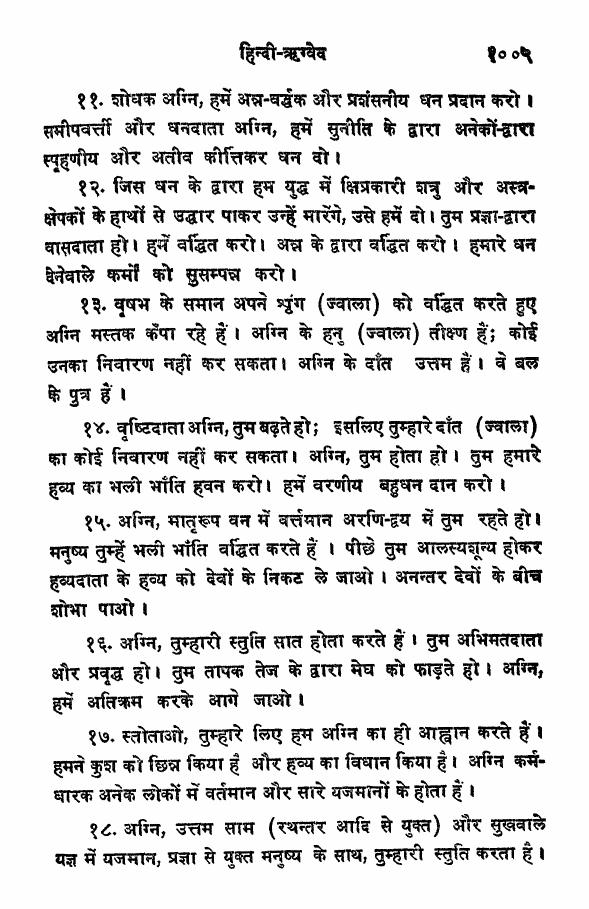 हिन्दी-ऋग्वेद १००५
११. शोधक अग्नि, हमें अन्न-वर्द्धक और प्रशंसनीय धन प्रदान करो ।
समीपवर्त्ती और धनदाता अग्नि, हमें सुनीति के द्वारा अनेकों-द्वारा
स्पृहणीय और अतीव कीर्त्तिकर धन दो ।
१२. जिस धन के द्वारा हम युद्ध में क्षिप्रकारी शत्रु और अस्त्र-
क्षेपकों के हाथों से उद्धार पाकर उन्हें मारेंगे, उसे हमें दो । तुम प्रज्ञा-द्वारा
वासदाता हो । हमें वर्द्धित करो । अन्न के द्वारा वर्द्धित करो । हमारे धन
देनेवाले कर्मों को सुसम्पन्न करो ।
१३. वृषभ के समान अपने शृंग (ज्वाला) को वर्द्धित करते हुए
अग्नि मस्तक कँपा रहे हैं । अग्नि के हनु (ज्वाला) तीक्ष्ण हैं; कोई
उनका निवारण नहीं कर सकता । अग्नि के दाँत उत्तम हैं । वे बल
के पुत्र हैं ।
१४. वृष्टिदाता अग्नि, तुम बढ़ते हो; इसलिए तुम्हारे दाँत (ज्वाला)
का कोई निवारण नहीं कर सकता । अग्नि, तुम होता हो । तुम हमारे
हव्य का भली भाँति हवन करो । हमें वरणीय बहुधन दान करो ।
१५. अग्नि, मातृरूप वन में वर्त्तमान अरणि-द्वय में तुम रहते हो ।
मनुष्य तुम्हें भली भाँति वर्द्धित करते हैं । पीछे तुम आलस्यशून्य होकर
हव्यदाता के हव्य को देवों के निकट ले जाओ । अनन्तर देवों के बीच
शोभा पाओ ।
१६. अग्नि, तुम्हारी स्तुति सात होता करते हैं । तुम अभिमतदाता
और प्रवृद्ध हो । तुम तापक तेज के द्वारा मेघ को फाड़ते हो । अग्नि,
हमें अतिक्रम करके आगे जाओ ।
१७. स्तोताओ, तुम्हारे लिए हम अग्नि का ही आह्वान करते हैं ।
हमने कुश को छिन्न किया है और हव्य का विधान किया है । अग्नि कर्म-
धारक अनेक लोकों में वर्तमान और सारे यजमानों के होता हैं ।
१८. अग्नि, उत्तम साम (रथन्तर आदि से युक्त) और सुखवाले
यज्ञ में यजमान, प्रज्ञा से युक्त मनुष्य के साथ, तुम्हारी स्तुति करता है ।